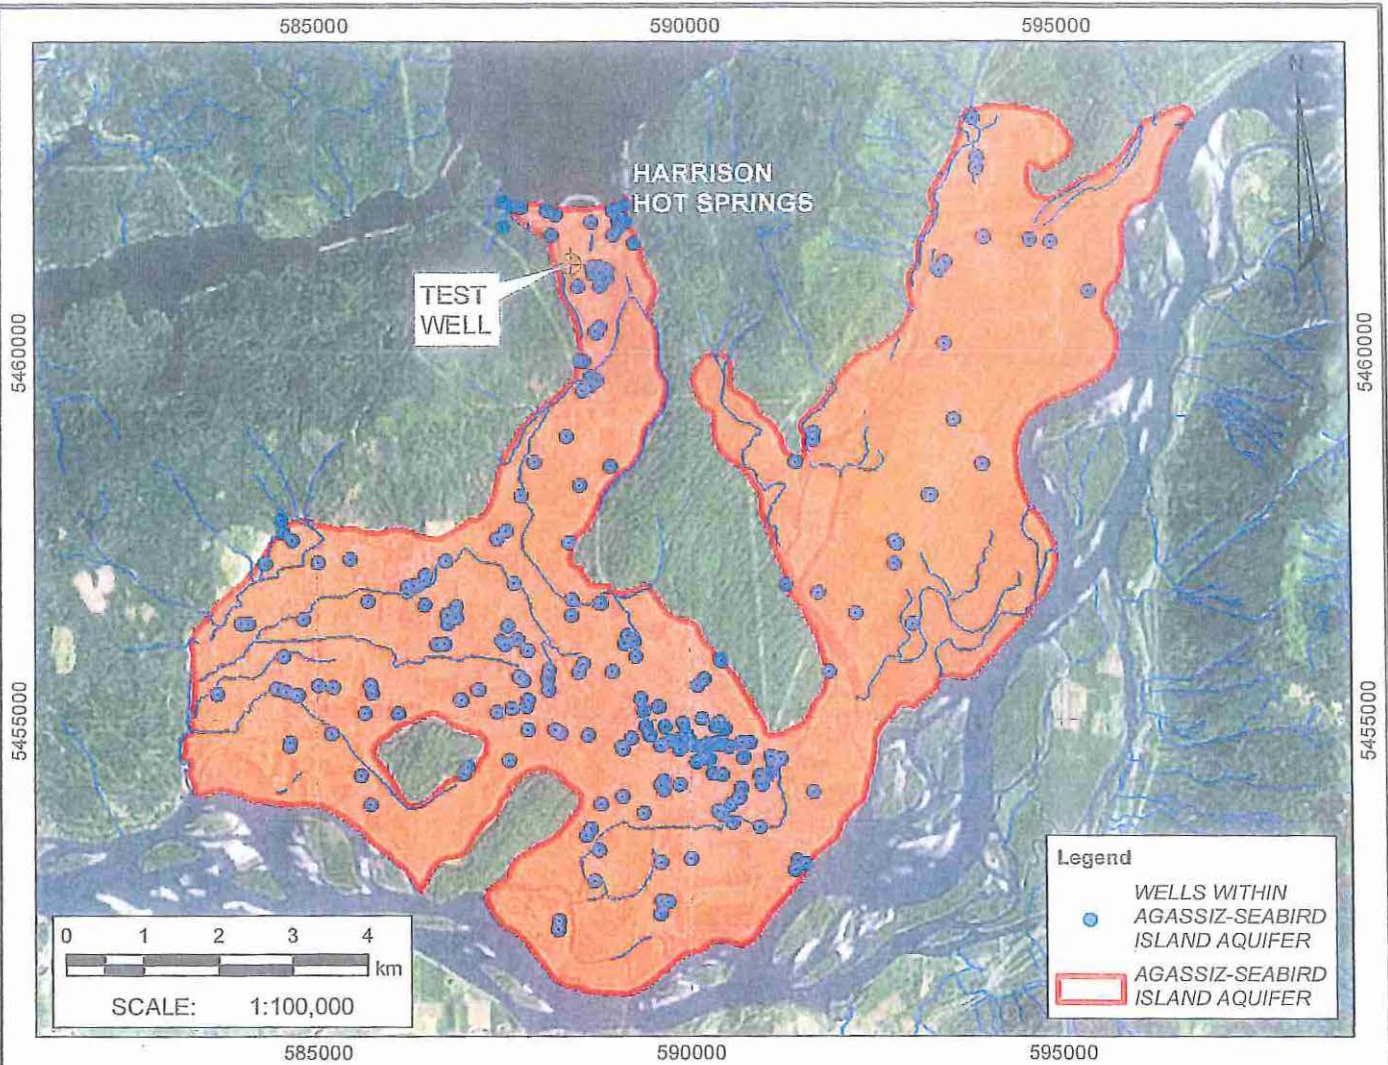 585000 590000 595000
N
HARRISON
HOT SPRINGS
TEST
WELL
5460000 5460000
5455000 5455000
Legend
WELLS WITHIN
AGASSIZ-SEABIRD
ISLAND AQUIFER
AGASSIZ-SEABIRD
ISLAND AQUIFER
0 1 2 3 4
km
SCALE: 1:100,000
585000 590000 595000